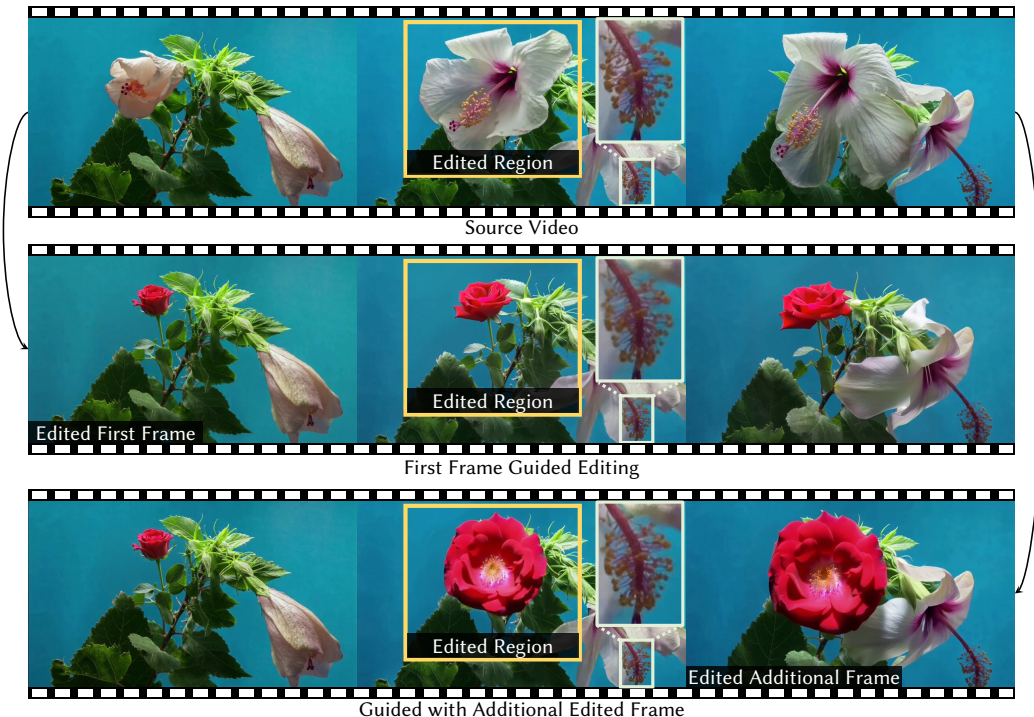 Edited Region
Source Video
Edited Region
Edited First Frame
First Frame Guided Editing
Edited Region
Edited Additional Frame
Guided with Additional Edited Frame